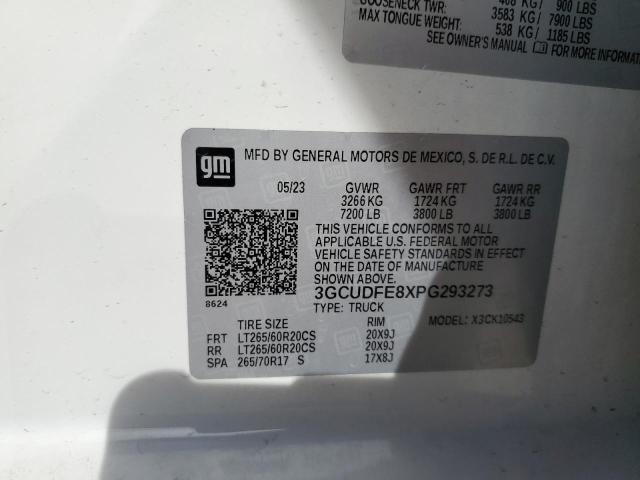 GOOSENECK TWR: 408 KG/ 900 LBS
3583 KG/ 7900 LBS
MAX TONGUE WEIGHT: 538 KG/ 1185 LBS
SEE OWNER'S MANUAL FOR MORE INFORMAT
gm MFD BY GENERAL MOTORS DE MEXICO, S. DE R.L. DE C.V.
05/23 GVWR GAWR FRT GAWR RR
3266 KG 1724 KG 1724 KG
7200 LB 3800 LB 3800 LB
THIS VEHICLE CONFORMS TO ALL
APPLICABLE U.S. FEDERAL MOTOR
VEHICLE SAFETY STANDARDS IN EFFECT
ON THE DATE OF MANUFACTURE
SHOWN ABOVE.
8624 3GCUDFE8XPG293273
TYPE: TRUCK MODEL: X3CK10543
TIRE SIZE RIM
FRT LT265/60R20CS 20X9J
RR LT265/60R20CS 20X9J
SPA 265/70R17 S 17X8J